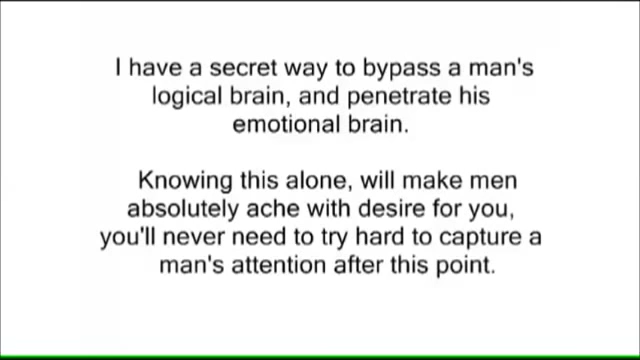 I have a secret way to bypass a man's
logical brain, and penetrate his
emotional brain.
Knowing this alone, will make men
absolutely ache with desire for you,
you'll never need to try hard to capture a
man's attention after this point.